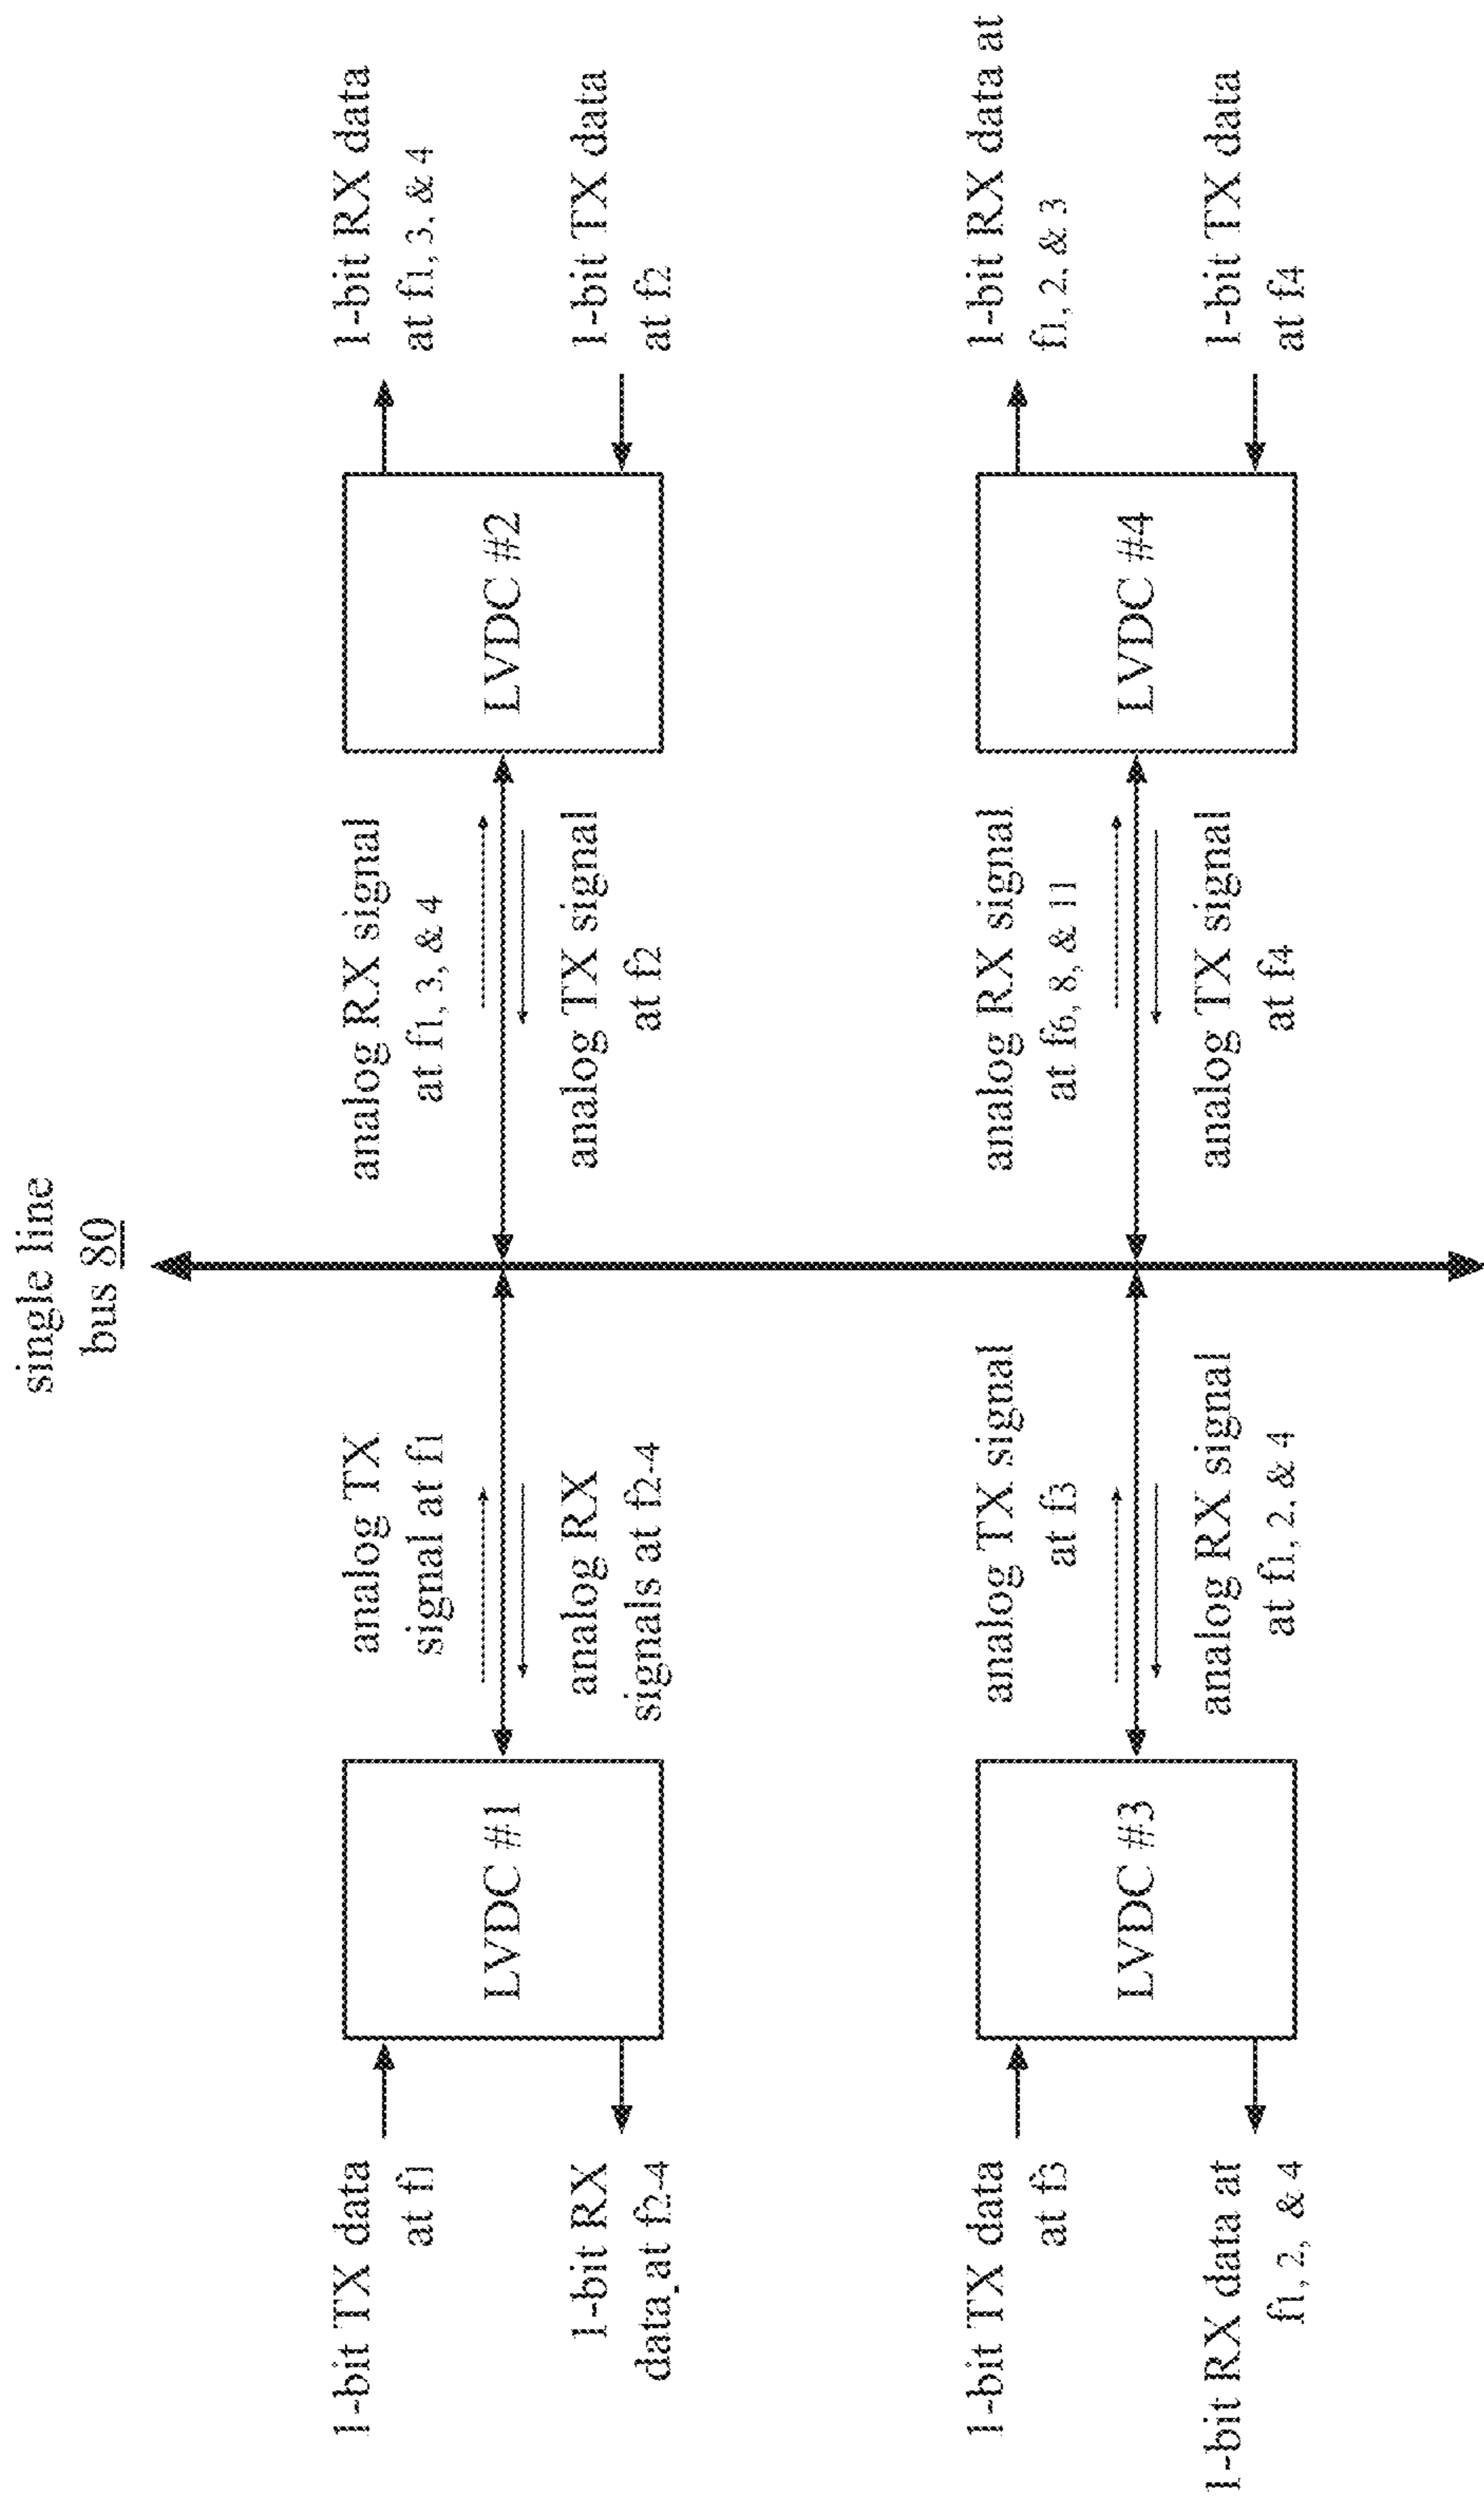 single line
bus 80
1-bit TX data
at f1
1-bit RX
data at f2-4
LVDC #1
analog TX
signal at f1
analog RX
signals at f2-4
analog RX signal
at f1, 3, & 4
analog TX signal
at f2
LVDC #2
1-bit RX data
at f1, 3, & 4
1-bit TX data
at f2
1-bit TX data
at f3
1-bit RX data at
f1, 2, & 4
LVDC #3
analog TX signal
at f3
analog RX signal
at f1, 2, & 4
analog RX signal
at f6, 8, & 11
analog TX signal
at f4
LVDC #4
1-bit RX data at
f1, 2, & 3
1-bit TX data
at f4